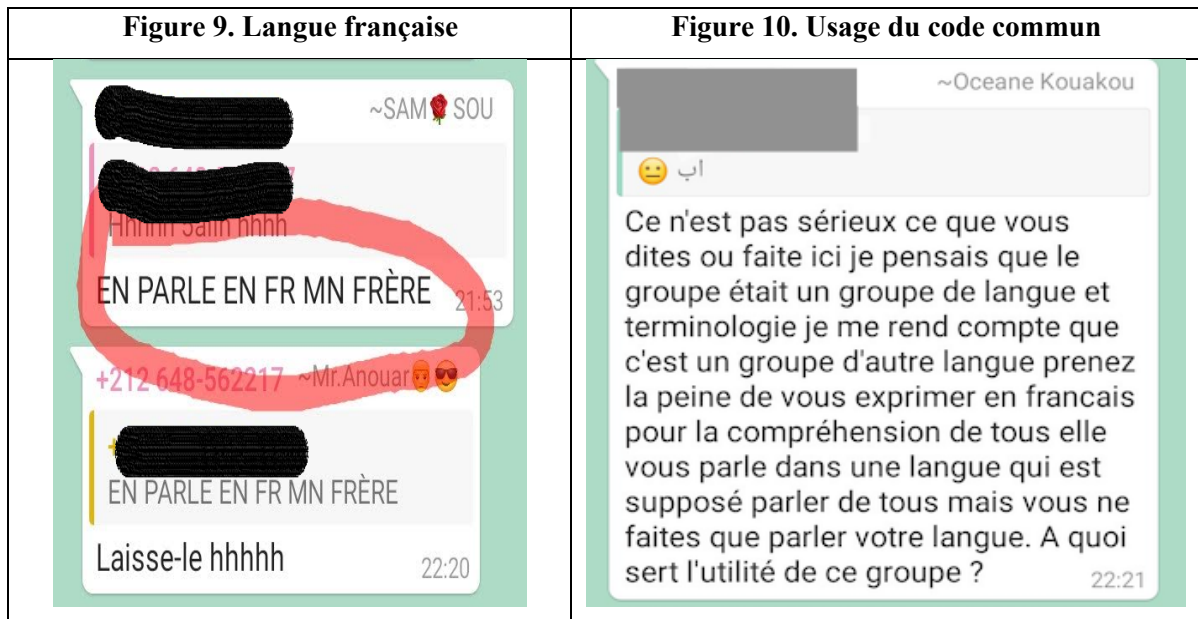 Figure 9. Langue française
~SAM🌹SOU
Hhhhh hhhh
EN PARLE EN FR MN FRÈRE 21:53
+212 648-562217 ~Mr.Anouar👨‍🦰😎
EN PARLE EN FR MN FRÈRE
Laisse-le hhhhh 22:20
Figure 10. Usage du code commun
~Oceane Kouakou
😐 اب
Ce n'est pas sérieux ce que vous
dites ou faite ici je pensais que le
groupe était un groupe de langue et
terminologie je me rend compte que
c'est un groupe d'autre langue prenez
la peine de vous exprimer en francais
pour la compréhension de tous elle
vous parle dans une langue qui est
supposé parler de tous mais vous ne
faites que parler votre langue. A quoi
sert l'utilité de ce groupe ? 22:21